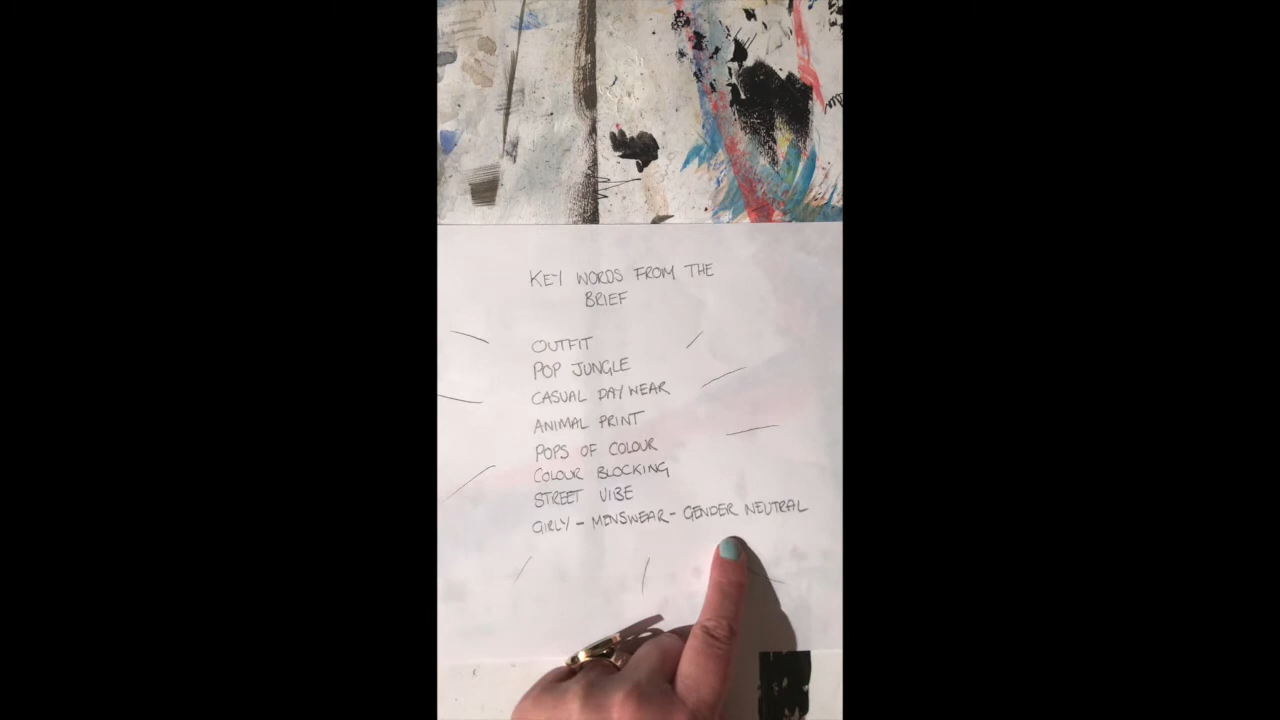 KEY WORDS FROM THE
BRIEF
OUTFIT
POP JUNGLE
CASUAL DAYWEAR
ANIMAL PRINT
POPS OF COLOUR
COLOUR BLOCKING
STREET VIBE
GIRLY - MENSWEAR - GENDER NEUTRAL